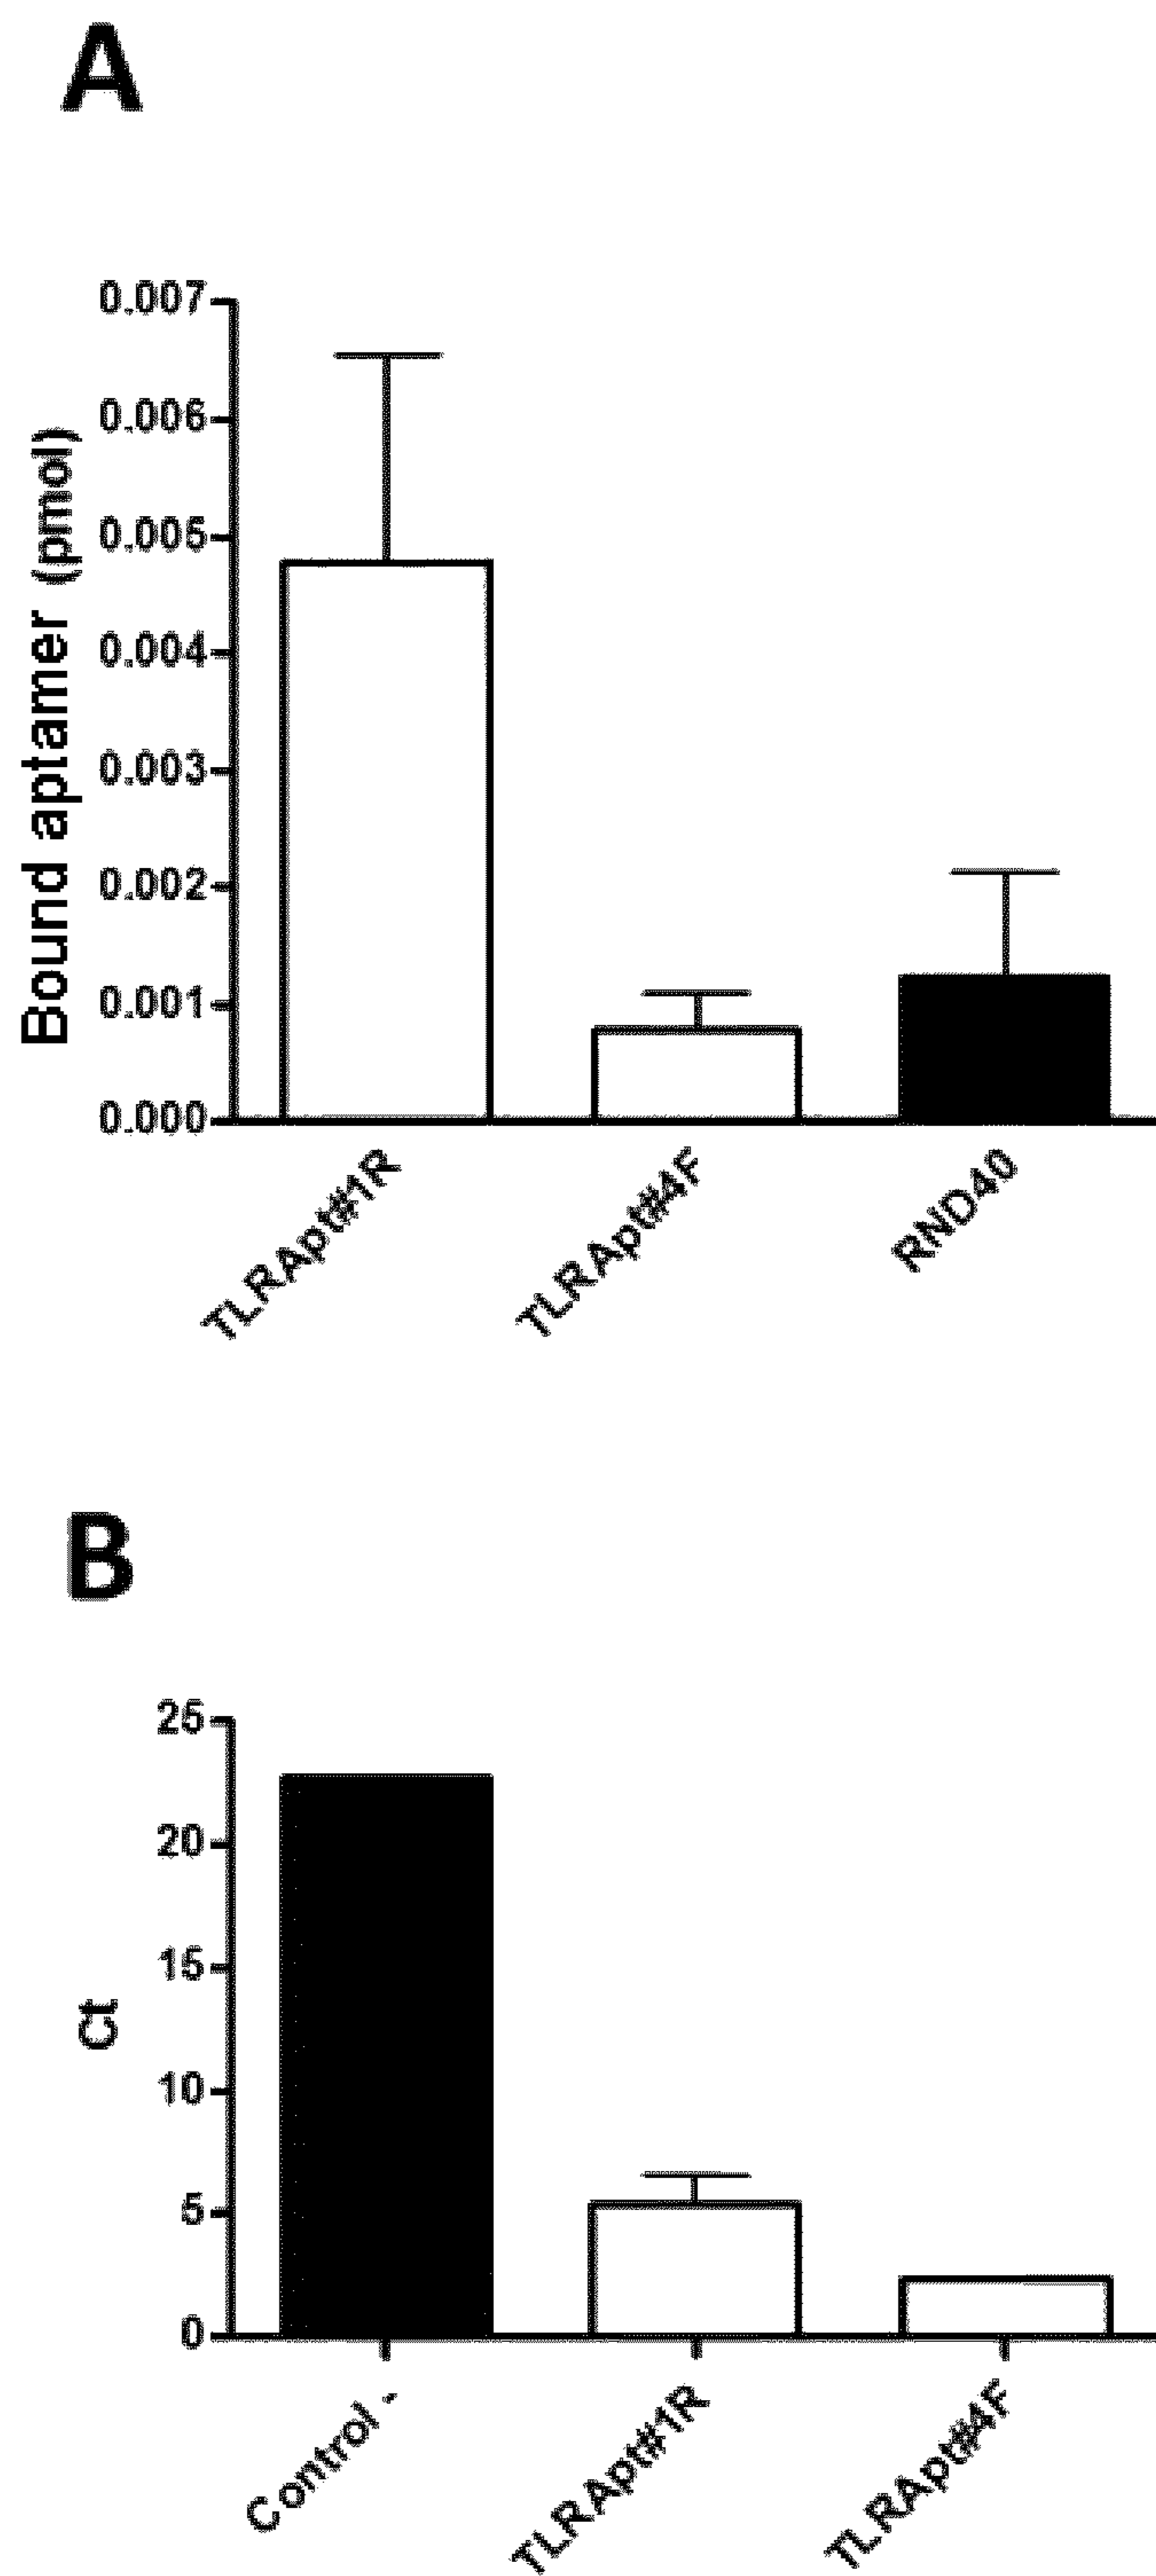 A
0.007
0.006
0.005
0.004
0.003
0.002
0.001
0.000
Bound aptamer (pmol)
TLRApt#1R
TLRApt#4F
RND40
B
25
20
15
10
5
0
Ct
Control -
TLRApt#1R
TLRApt#4F